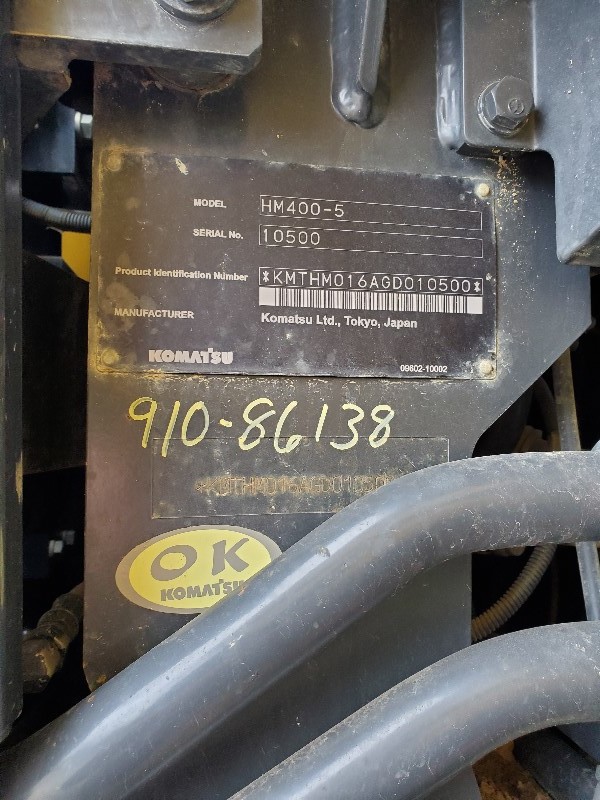 MODEL HM400-5
SERIAL No. 10500
Product Identification Number *KMTHM016AGD010500*
MANUFACTURER Komatsu Ltd., Tokyo, Japan
KOMATSU 09602-10002
910-86138
*KMTHM016AGD01050
OK
KOMATSU